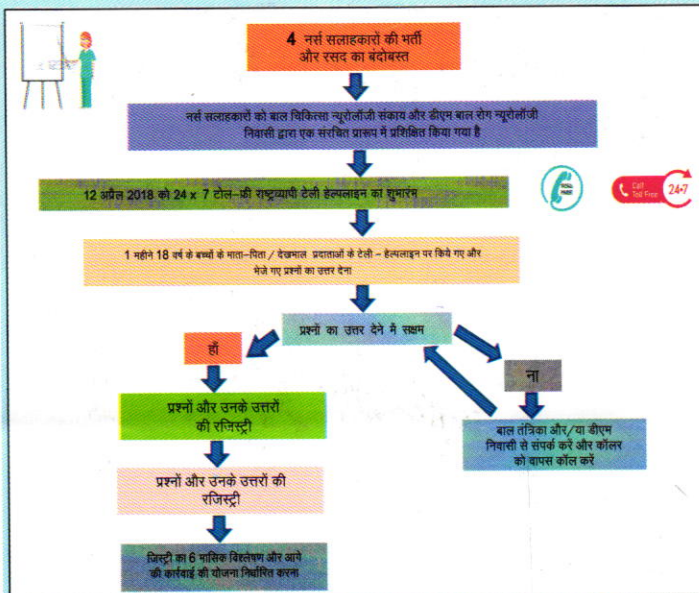 4 नर्स सलाहकारों की भर्ती
और रसद का बंदोबस्त
नर्स सलाहकारों को बाल चिकित्सा न्यूरोलॉजी संकाय और डीएम बाल रोग न्यूरोलॉजी
निवासी द्वारा एक संरचित प्रारूप में प्रशिक्षित किया गया है
12 अप्रैल 2018 को 24 x 7 टोल-फ्री राष्ट्रव्यापी टेली हेल्पलाइन का शुभारंभ
Call
Toll Free
24-7
1 महीने 18 वर्ष के बच्चों के माता-पिता / देखभाल प्रदाताओं के टेली - हेल्पलाइन पर किये गए और
भेजे गए प्रश्नों का उत्तर देना
प्रश्नों का उत्तर देने में सक्षम
हाँ
ना
प्रश्नों और उनके उत्तरों
की रजिस्ट्री
बाल तंत्रिका और/या डीएम
निवासी से संपर्क करें और कॉलर
को वापस कॉल करें
प्रश्नों और उनके उत्तरों की
रजिस्ट्री
जिस्ट्री का 6 मासिक विश्लेषण और आगे
की कार्रवाई की योजना निर्धारित करना